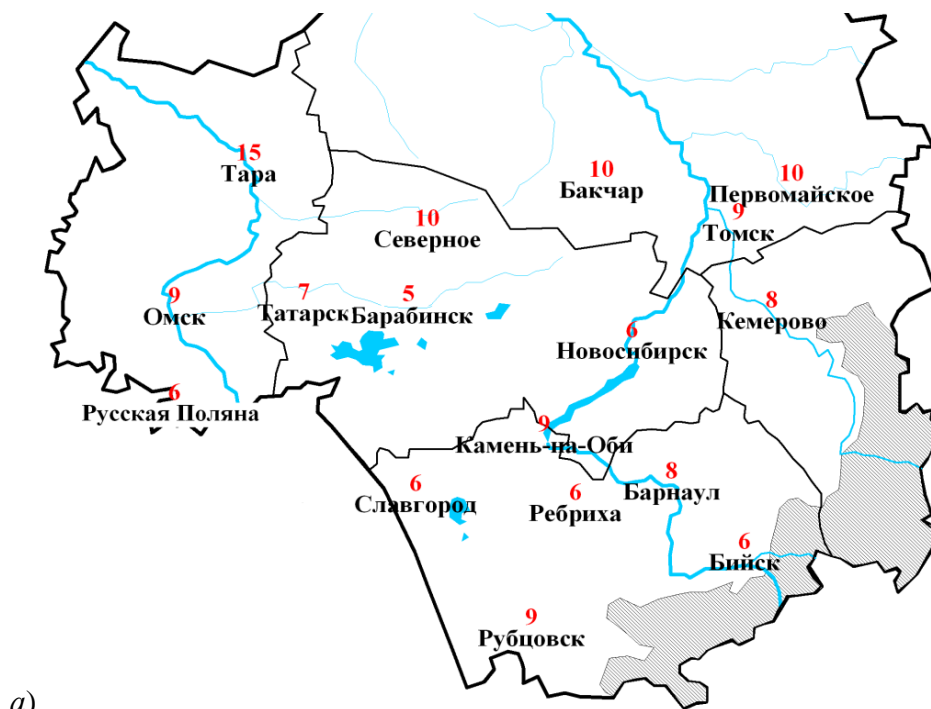 15
Тара
10
Бакчар
10
Первомайское
10
Северное
9
Томск
9
Омск
7
Татарск
5
Барабинск
8
Кемерово
6
Новосибирск
6
Русская Поляна
9
Камень-на-Оби
6
Славгород
6
Ребриха
8
Барнаул
6
Бийск
9
Рубцовск
а)